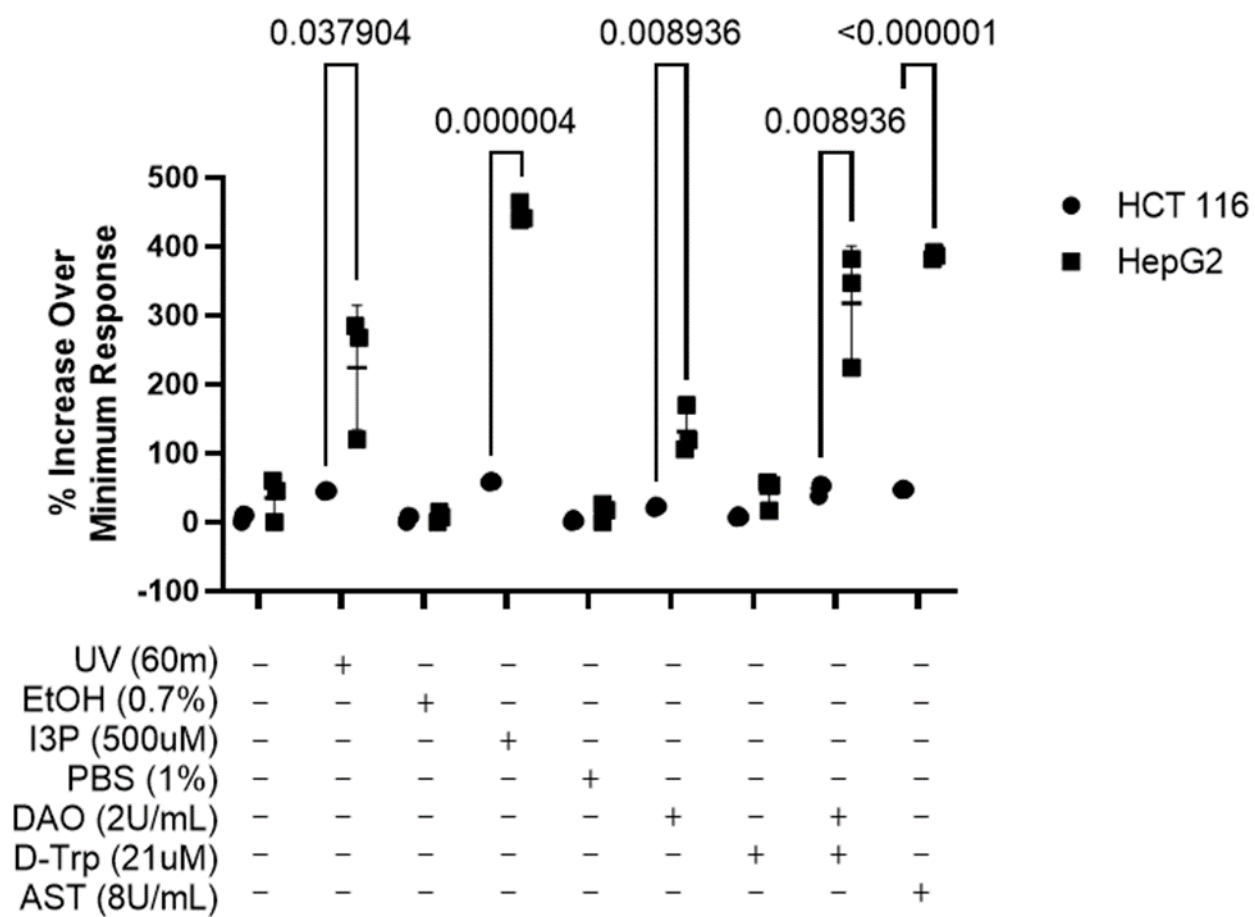 0.037904
0.008936
<0.000001
0.000004
0.008936
% Increase Over
Minimum Response
500
400
300
200
100
0
-100
HCT 116
HepG2
UV (60m) – + – – – – – – –
EtOH (0.7%) – – + – – – – – –
I3P (500uM) – – – + – – – – –
PBS (1%) – – – – + – – – –
DAO (2U/mL) – – – – – + – + –
D-Trp (21uM) – – – – – – + + –
AST (8U/mL) – – – – – – – – +